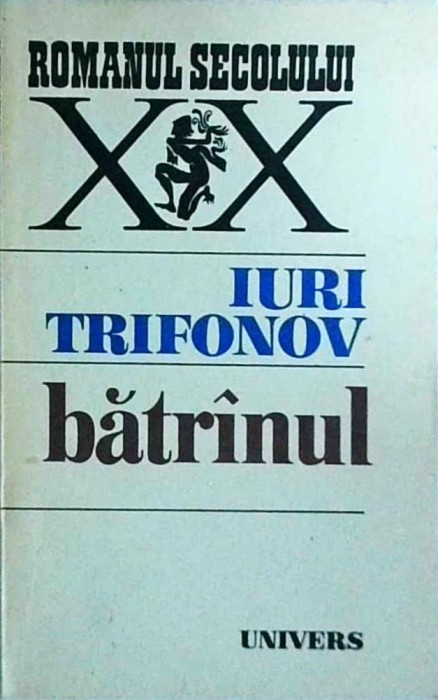 ROMANUL SECOLULUI
XX
IURI
TRIFONOV
bătrînul
UNIVERS